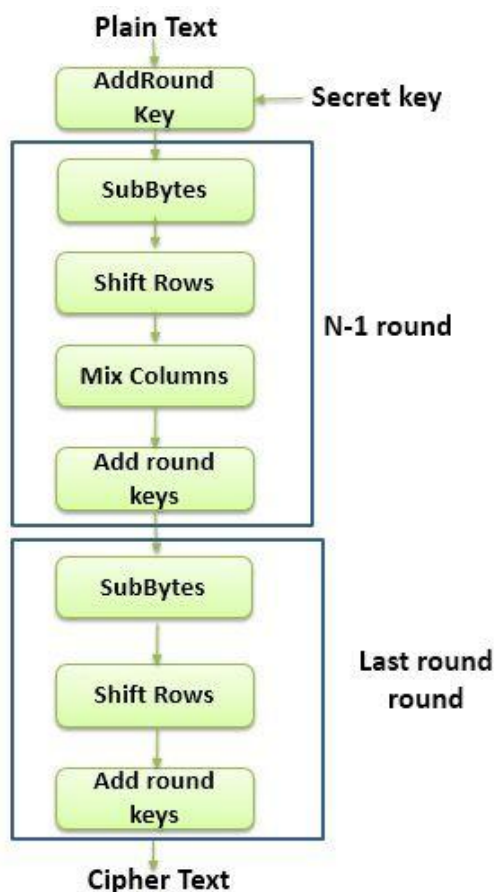 Plain Text
AddRound
Key
Secret key
SubBytes
Shift Rows
Mix Columns
Add round
keys
N-1 round
SubBytes
Shift Rows
Add round
keys
Last round
round
Cipher Text